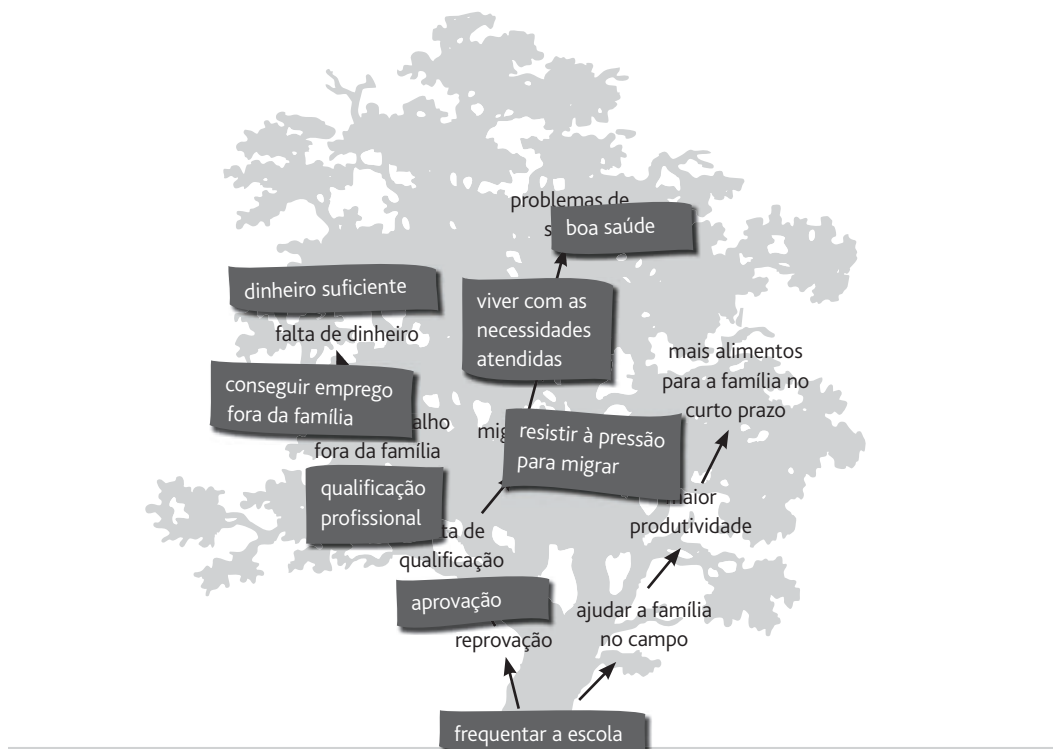 problemas de
boa saúde
dinheiro suficiente
falta de dinheiro
viver com as
necessidades
atendidas
mais alimentos
para a família no
curto prazo
conseguir emprego
fora da família
fora da família
resistir à pressão
para migrar
qualificação
profissional
maior
produtividade
ta de
qualificação
aprovação
reprovação
ajudar a família
no campo
frequentar a escola